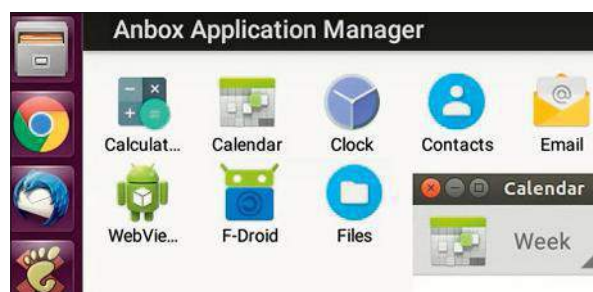 Anbox Application Manager
Calculat... Calendar Clock Contacts Email
WebVie... F-Droid Files
Calendar
Week